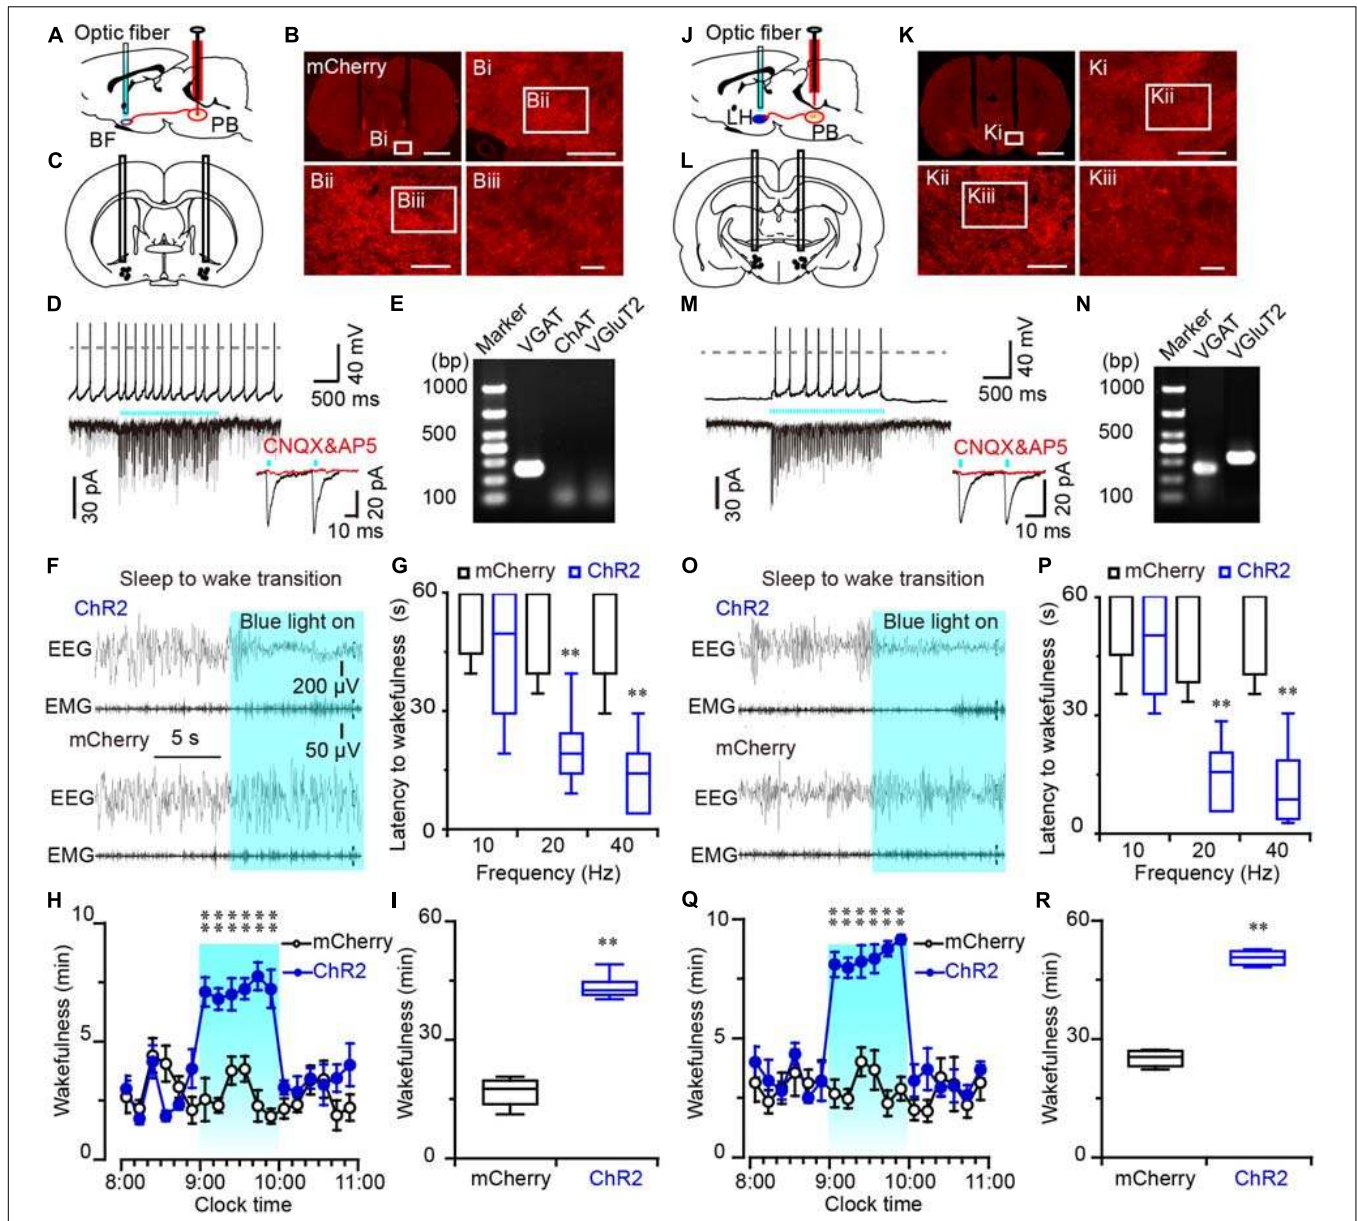 A Optic fiber
BF PB
B
mCherry
Bi
Bi
Bii
Bii
Biii
Biii
C
D
40 mV
500 ms
CNQX&AP5
30 pA
20 pA
10 ms
E
Marker VGAT ChAT VGluT2
(bp)
1000
500
100
F Sleep to wake transition
ChR2
Blue light on
EEG
200 µV
EMG
mCherry 5 s 50 µV
EEG
EMG
G mCherry ChR2
Latency to wakefulness (s)
60
30
0
** **
10 20 40
Frequency (Hz)
H
Wakefulness (min)
10
5
0
** ** ** ** ** **
mCherry
ChR2
8:00 9:00 10:00 11:00
Clock time
I
Wakefulness (min)
60
30
0
**
mCherry ChR2
J Optic fiber
LH PB
K
Ki
Ki
Kii
Kii
Kiii
Kiii
L
M
40 mV
500 ms
CNQX&AP5
30 pA
20 pA
10 ms
N
Marker VGAT VGluT2
(bp)
1000
500
100
O Sleep to wake transition
ChR2
Blue light on
EEG
EMG
mCherry
EEG
EMG
P mCherry ChR2
Latency to wakefulness (s)
60
30
0
** **
10 20 40
Frequency (Hz)
Q
Wakefulness (min)
10
5
0
** ** ** ** ** **
mCherry
ChR2
8:00 9:00 10:00 11:00
Clock time
R
Wakefulness (min)
60
30
0
**
mCherry ChR2